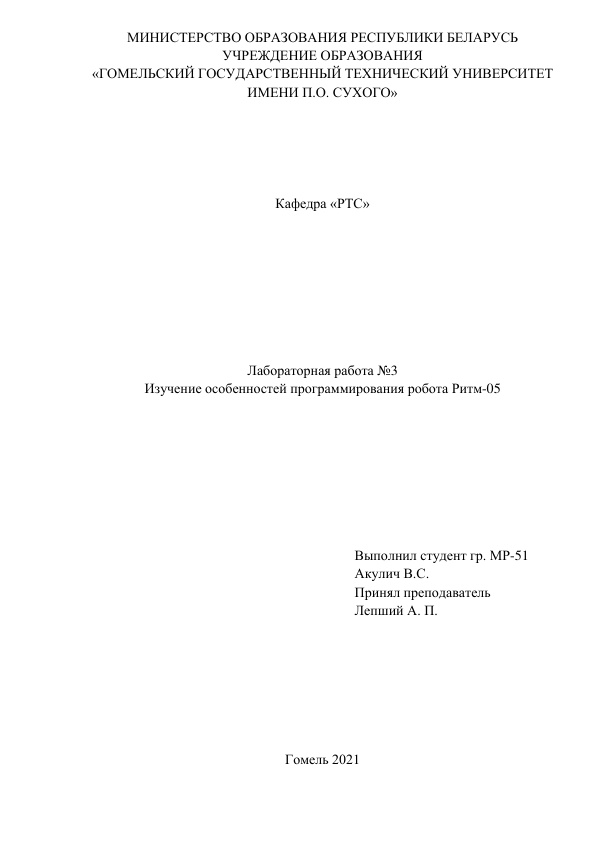 МИНИСТЕРСТВО ОБРАЗОВАНИЯ РЕСПУБЛИКИ БЕЛАРУСЬ
УЧРЕЖДЕНИЕ ОБРАЗОВАНИЯ
«ГОМЕЛЬСКИЙ ГОСУДАРСТВЕННЫЙ ТЕХНИЧЕСКИЙ УНИВЕРСИТЕТ
ИМЕНИ П.О. СУХОГО»
Кафедра «РТС»
Лабораторная работа №3
Изучение особенностей программирования робота Ритм-05
Выполнил студент гр. МР-51
Акулич В.С.
Принял преподаватель
Лепший А. П.
Гомель 2021